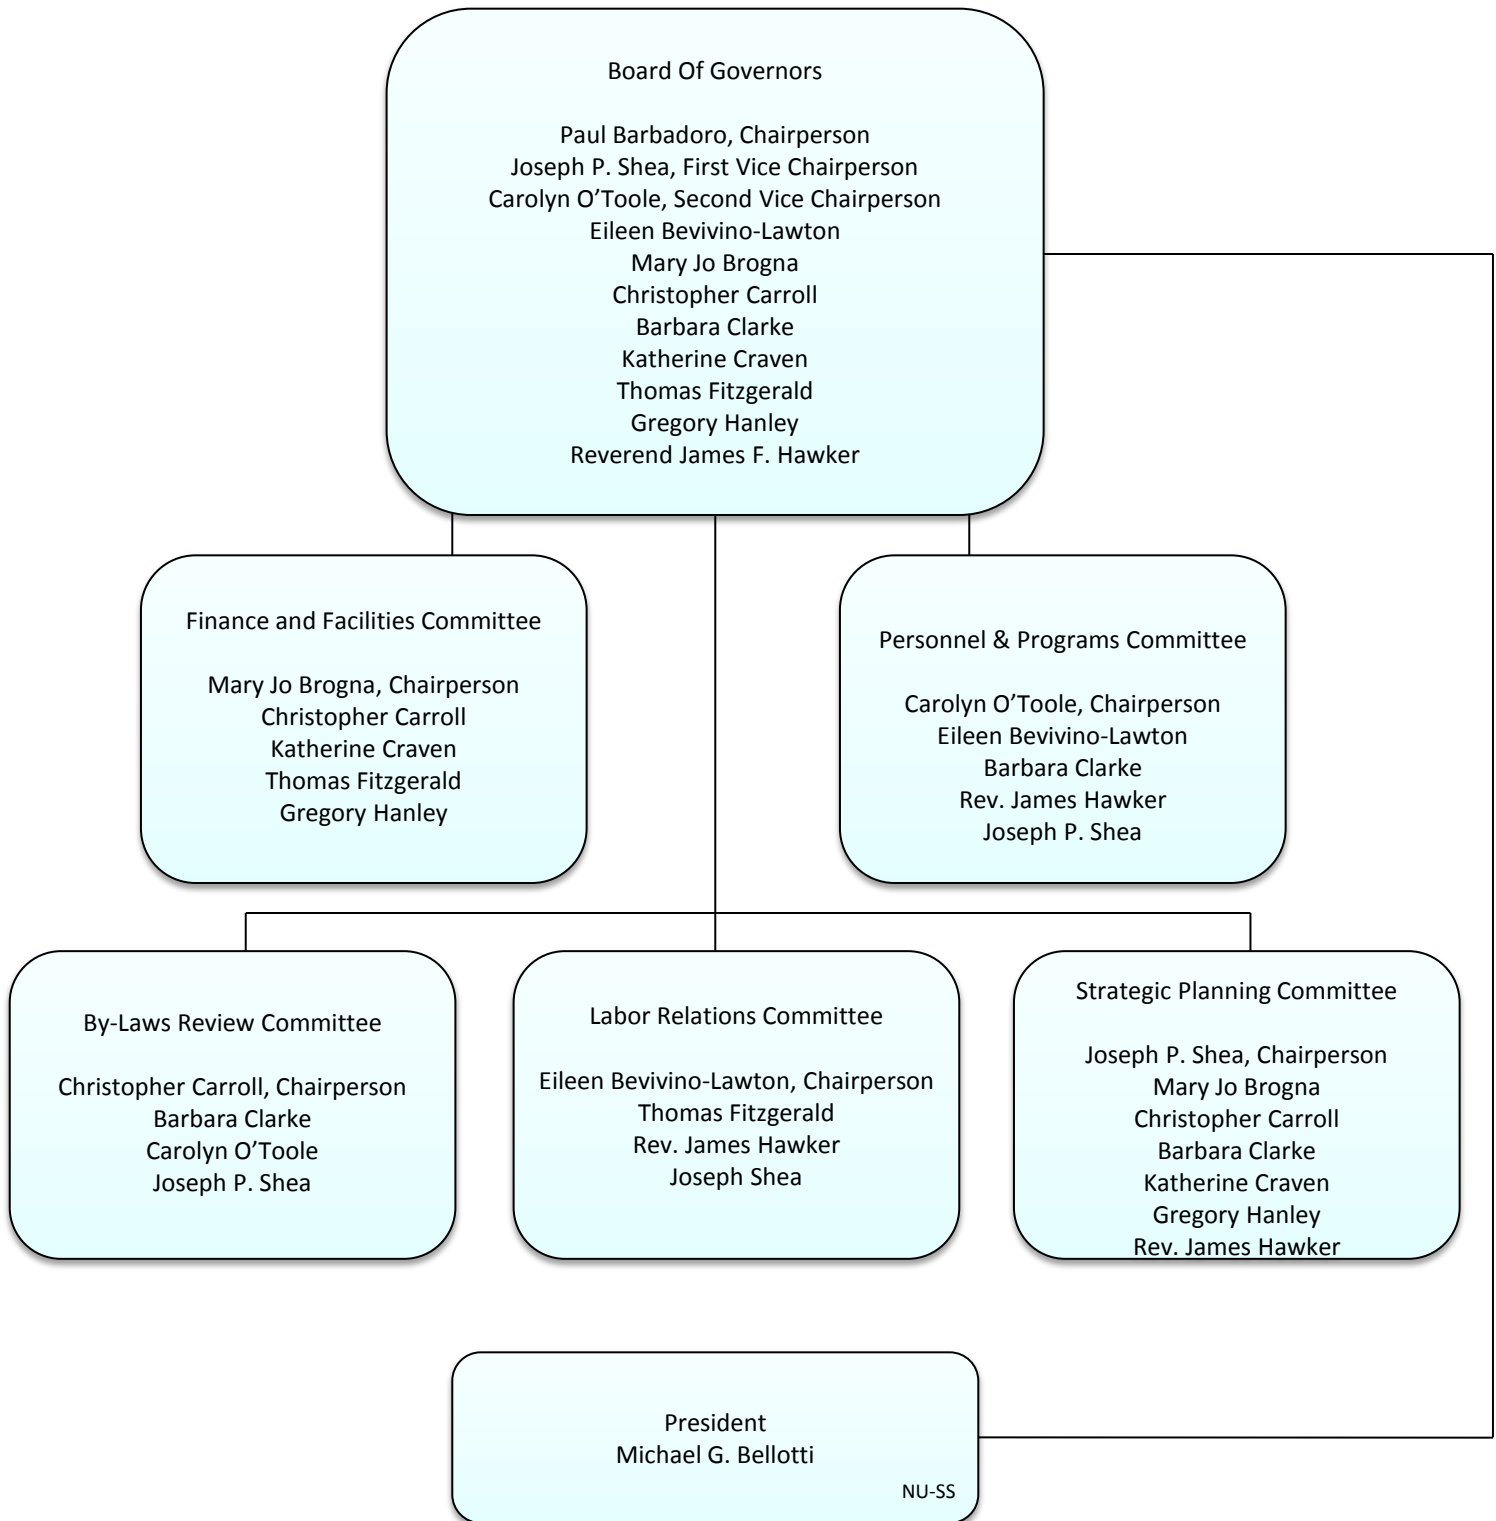 Board Of Governors
Paul Barbadoro, Chairperson
Joseph P. Shea, First Vice Chairperson
Carolyn O’Toole, Second Vice Chairperson
Eileen Bevivino-Lawton
Mary Jo Brogna
Christopher Carroll
Barbara Clarke
Katherine Craven
Thomas Fitzgerald
Gregory Hanley
Reverend James F. Hawker
Finance and Facilities Committee
Mary Jo Brogna, Chairperson
Christopher Carroll
Katherine Craven
Thomas Fitzgerald
Gregory Hanley
Personnel & Programs Committee
Carolyn O’Toole, Chairperson
Eileen Bevivino-Lawton
Barbara Clarke
Rev. James Hawker
Joseph P. Shea
By-Laws Review Committee
Christopher Carroll, Chairperson
Barbara Clarke
Carolyn O’Toole
Joseph P. Shea
Labor Relations Committee
Eileen Bevivino-Lawton, Chairperson
Thomas Fitzgerald
Rev. James Hawker
Joseph Shea
Strategic Planning Committee
Joseph P. Shea, Chairperson
Mary Jo Brogna
Christopher Carroll
Barbara Clarke
Katherine Craven
Gregory Hanley
Rev. James Hawker
President
Michael G. Bellotti
NU-SS